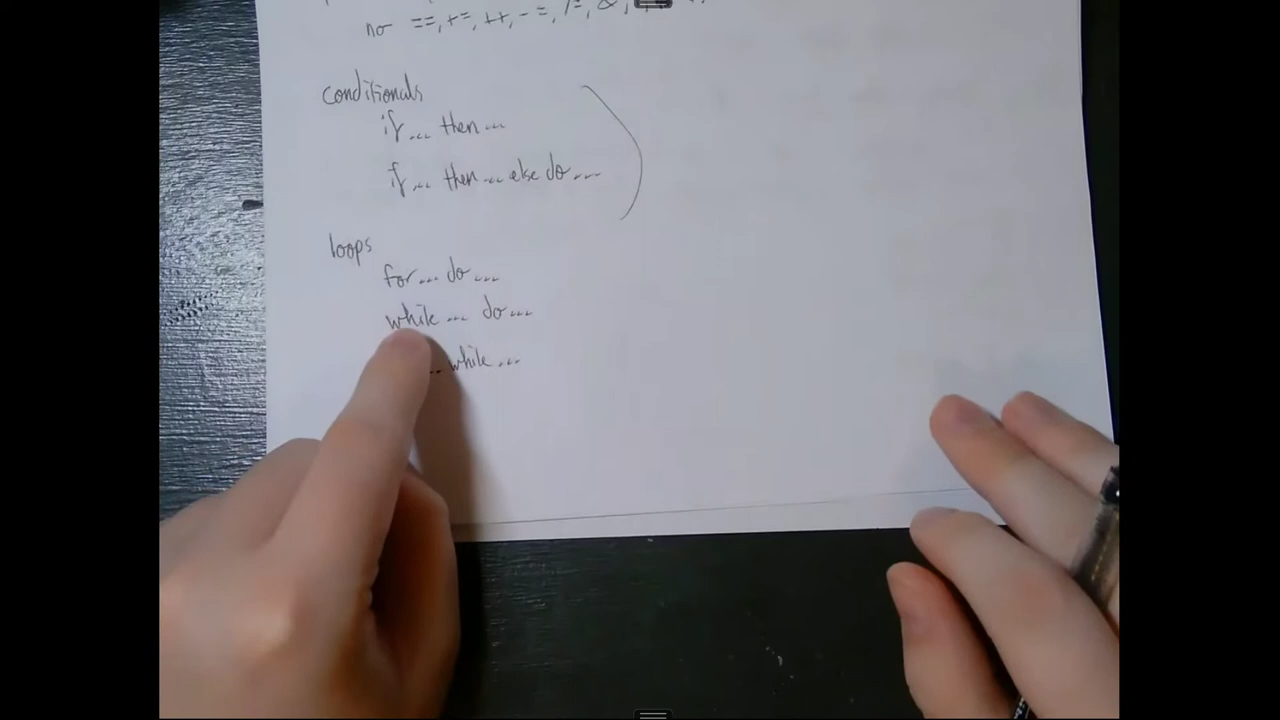 no ==, +=, ++, -=, /=, &,
conditionals
if ... then ...
if ... then ... else do ...
loops
for ... do ...
while ... do ...
... while ...